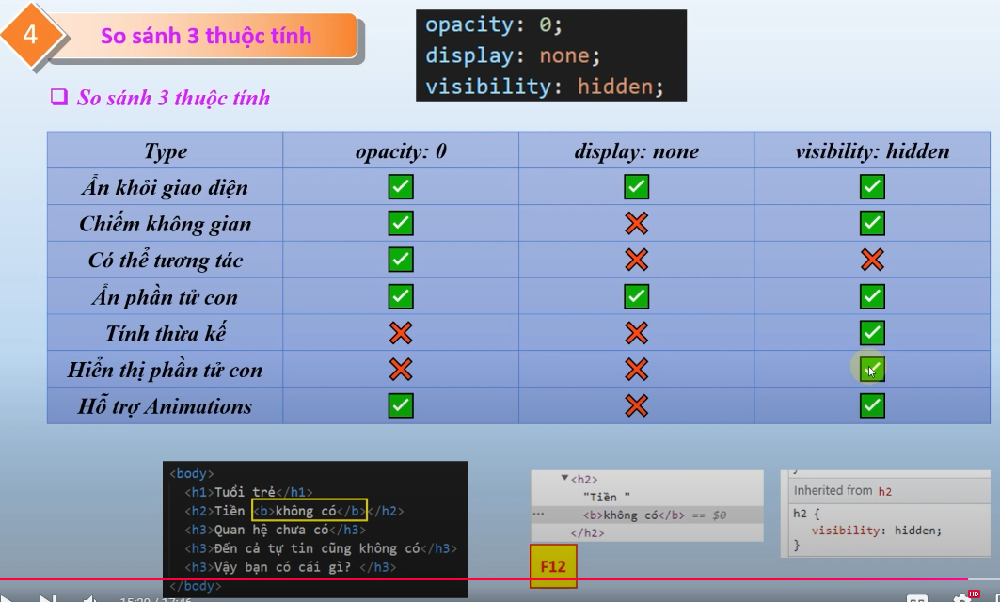 4
So sánh 3 thuộc tính
opacity: 0;
display: none;
visibility: hidden;
❑ So sánh 3 thuộc tính
Type opacity: 0 display: none visibility: hidden
Ẩn khỏi giao diện ✅ ✅ ✅
Chiếm không gian ✅ ❌ ✅
Có thể tương tác ✅ ❌ ❌
Ẩn phần tử con ✅ ✅ ✅
Tính thừa kế ❌ ❌ ✅
Hiển thị phần tử con ❌ ❌ ✅
Hỗ trợ Animations ✅ ❌ ✅
<body>
<h1>Tuổi trẻ</h1>
<h2>Tiền <b>không có</b></h2>
<h3>Quan hệ chưa có</h3>
<h3>Đến cả tự tin cũng không có</h3>
<h3>Vậy bạn có cái gì? </h3>
</body>
▼<h2>
"Tiền "
••• <b>không có</b> == $0
</h2>
F12
}
Inherited from h2
h2 {
visibility: hidden;
}
15:20 / 17:46
HD